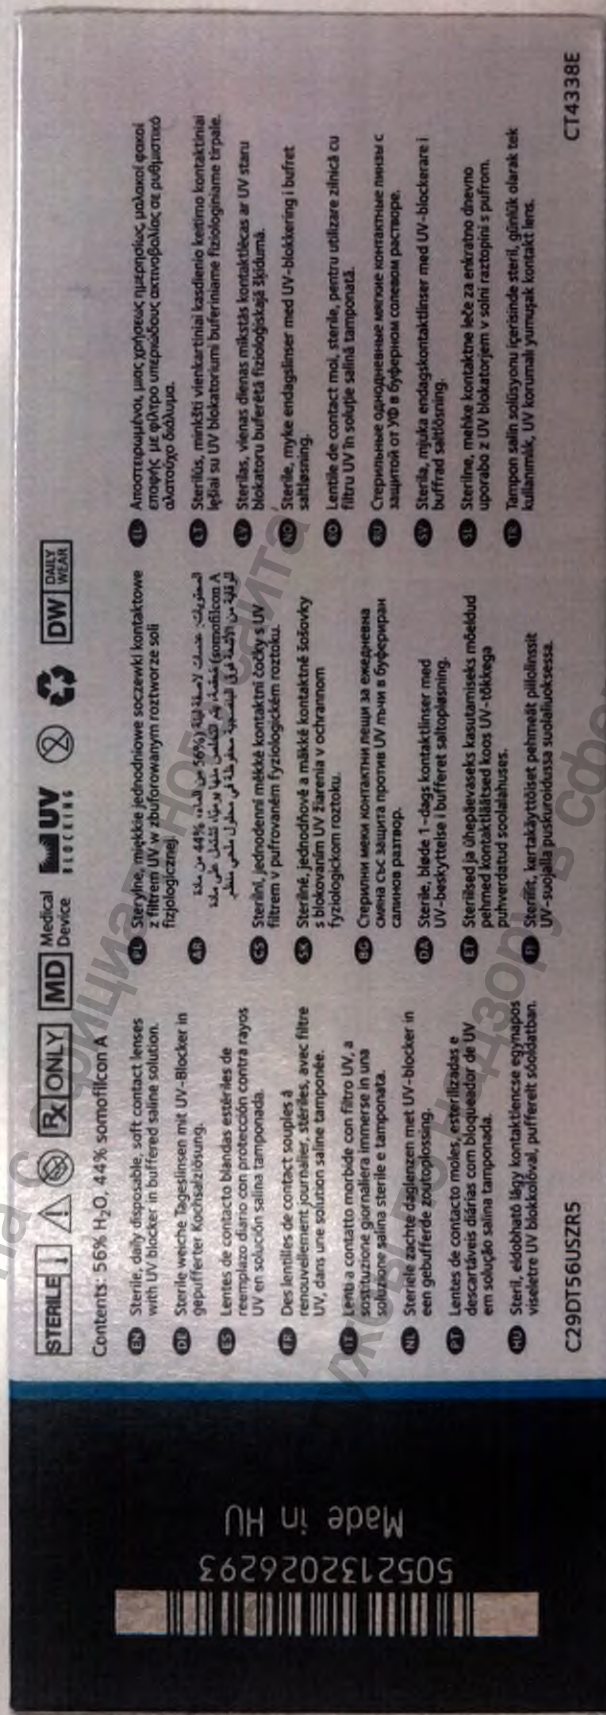 STERILE
Rx ONLY
MD Medical Device
UV BLOCKING
DW DAILY WEAR
Contents: 56% H₂O, 44% somofilcon A
EN Sterile, daily disposable, soft contact lenses
with UV blocker in buffered saline solution.
DE Sterile weiche Tageslinsen mit UV-Blocker in
gepufferter Kochsalzlösung.
ES Lentes de contacto blandas estériles de
reemplazo diario con protección contra rayos
UV en solución salina tamponada.
FR Des lentilles de contact souples à
renouvellement journalier, stériles, avec filtre
UV, dans une solution saline tamponée.
IT Lenti a contatto morbide con filtro UV, a
sostituzione giornaliera immerse in una
soluzione salina sterile e tamponata.
NL Steriele zachte daglenzen met UV-blocker in
een gebufferde zoutoplossing.
PT Lentes de contacto moles, esterilizadas e
descartáveis diárias com bloqueador de UV
em solução salina tamponada.
HU Steril, eldobható lágy kontaktlencse egynapos
viseletre UV blokkolóval, pufferelt sóoldatban.
C29DT56USZR5
PL Sterylne, miękkie jednodniowe soczewki kontaktowe
z filtrem UV w zbuforowanym roztworze soli
fizjologicznej.
AR
CS Sterilní, jednodenní měkké kontaktní čočky s UV
filtrem v pufrovaném fyziologickém roztoku.
SK Sterilné, jednodňové a mäkké kontaktné šošovky
s blokovaním UV žiarenia v ochrannom
fyziologickom roztoku.
BG Стерилни меки контактни лещи за ежедневна
смяна със защита против UV лъчи в буфериран
салинов разтвор.
DA Sterile, bløde 1-dags kontaktlinser med
UV-beskyttelse i bufferet saltopløsning.
ET Steriilsed ja ühepäevaseks kasutamiseks mõeldud
pehmed kontaktläätsed koos UV-tõkkega
puhverdatud soolalahuses.
FI Steriilit, kertakäyttöiset pehmeät piilolinssit
UV-suojalla puskuroidussa suolaliuoksessa.
EL Αποστειρωμένοι, μιας χρήσεως ημερησίως, μαλακοί φακοί
επαφής με φίλτρο υπεριώδους ακτινοβολίας σε ρυθμιστικό
αλατούχο διάλυμα.
LT Sterilūs, minkšti vienkartiniai kasdienio keitimo kontaktiniai
lęšiai su UV blokatoriumi buferiniame fiziologiniame tirpale.
LV Sterilas, vienas dienas mīkstās kontaktlēcas ar UV staru
blokatoru buferētā fizioloģiskajā šķīdumā.
NO Sterile, myke endagslinser med UV-blokkering i bufret
saltløsning.
RO Lentile de contact moi, sterile, pentru utilizare zilnică cu
filtru UV în soluție salină tamponată.
RU Стерильные однодневные мягкие контактные линзы с
защитой от УФ в буферном солевом растворе.
SV Sterila, mjuka endagskontaktlinser med UV-blockerare i
buffrad saltlösning.
SL Sterilne, mehke kontaktne leče za enkratno dnevno
uporabo z UV blokatorjem v solni raztopini s pufrom.
TR Tampon salin solüsyonu içerisinde steril, günlük olarak tek
kullanımlık, UV korumalı yumuşak kontakt lens.
CT4338E
5052132026293
Made in HU